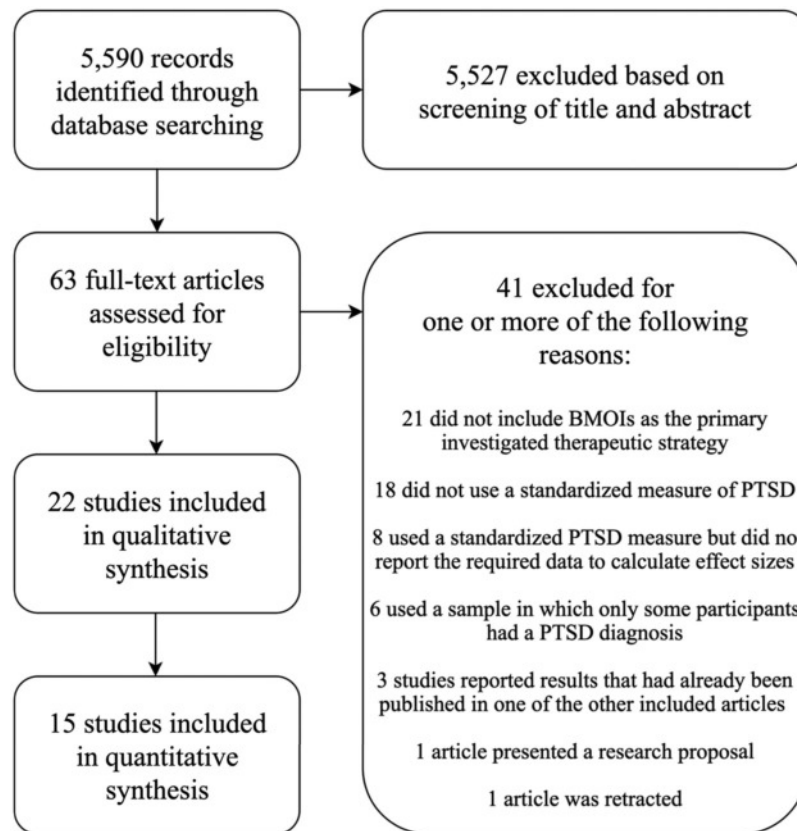 5,590 records
identified through
database searching
5,527 excluded based on
screening of title and abstract
63 full-text articles
assessed for
eligibility
41 excluded for
one or more of the following
reasons:
21 did not include BMOIs as the primary
investigated therapeutic strategy
18 did not use a standardized measure of PTSD
8 used a standardized PTSD measure but did no
report the required data to calculate effect sizes
6 used a sample in which only some participants
had a PTSD diagnosis
3 studies reported results that had already been
published in one of the other included articles
1 article presented a research proposal
1 article was retracted
22 studies included
in qualitative
synthesis
15 studies included
in quantitative
synthesis